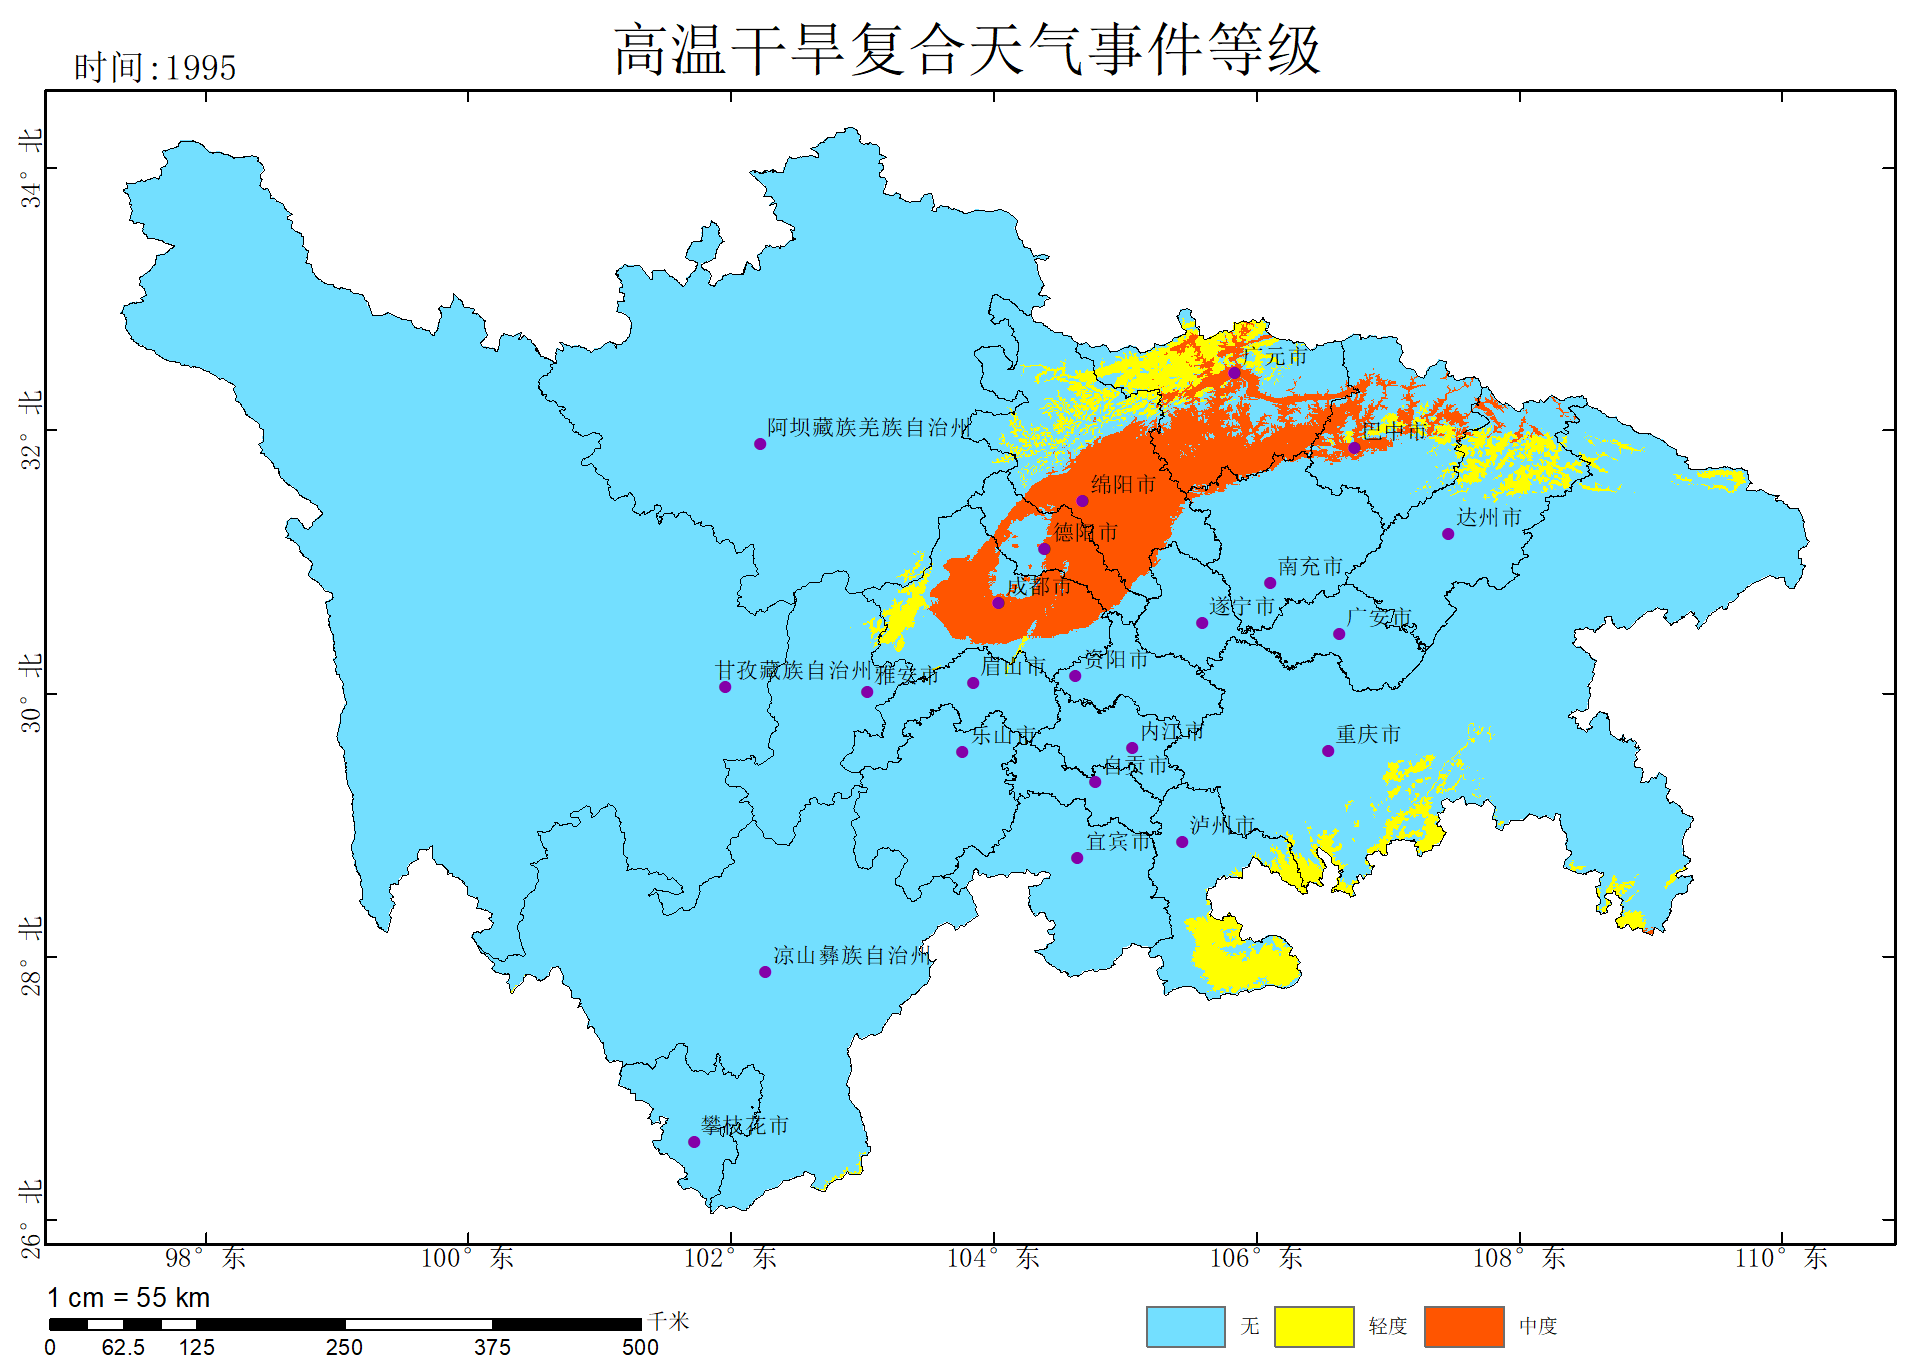 高温干旱复合天气事件等级
时间:1995
34° 北
32° 北
30° 北
28° 北
26° 北
广元市
阿坝藏族羌族自治州
巴中市
绵阳市
达州市
德阳市
南充市
成都市
遂宁市
广安市
甘孜藏族自治州
雅安市
眉山市
资阳市
乐山市
内江市
重庆市
自贡市
泸州市
宜宾市
凉山彝族自治州
攀枝花市
98° 东 100° 东 102° 东 104° 东 106° 东 108° 东 110° 东
1 cm = 55 km
千米
0 62.5 125 250 375 500
无 轻度 中度